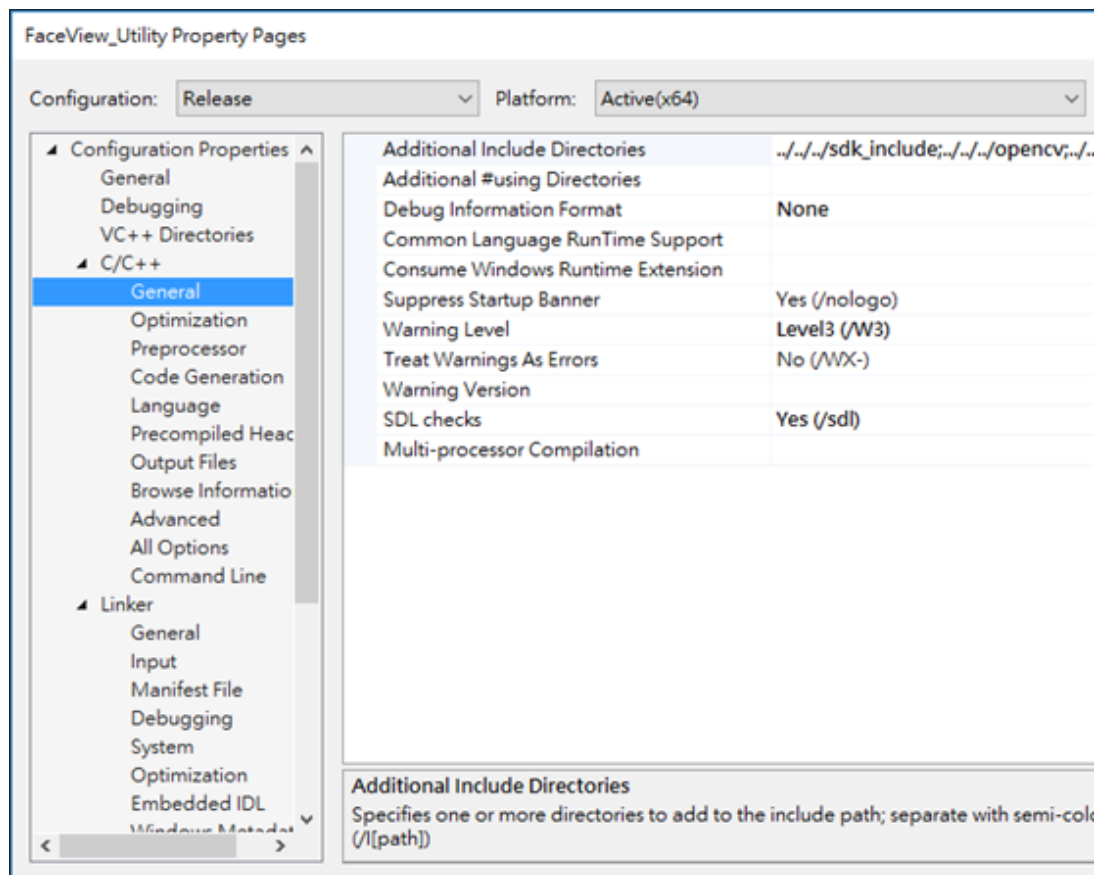 FaceView_Utility Property Pages
Configuration: Release Platform: Active(x64)
Configuration Properties
General
Debugging
VC++ Directories
C/C++
General
Optimization
Preprocessor
Code Generation
Language
Precompiled Head
Output Files
Browse Informatio
Advanced
All Options
Command Line
Linker
General
Input
Manifest File
Debugging
System
Optimization
Embedded IDL
Windows Metadat
Additional Include Directories ../../../sdk_include;../../../opencv;../..
Additional #using Directories
Debug Information Format None
Common Language RunTime Support
Consume Windows Runtime Extension
Suppress Startup Banner Yes (/nologo)
Warning Level Level3 (/W3)
Treat Warnings As Errors No (/WX-)
Warning Version
SDL checks Yes (/sdl)
Multi-processor Compilation
Additional Include Directories
Specifies one or more directories to add to the include path; separate with semi-colo
(/I[path])